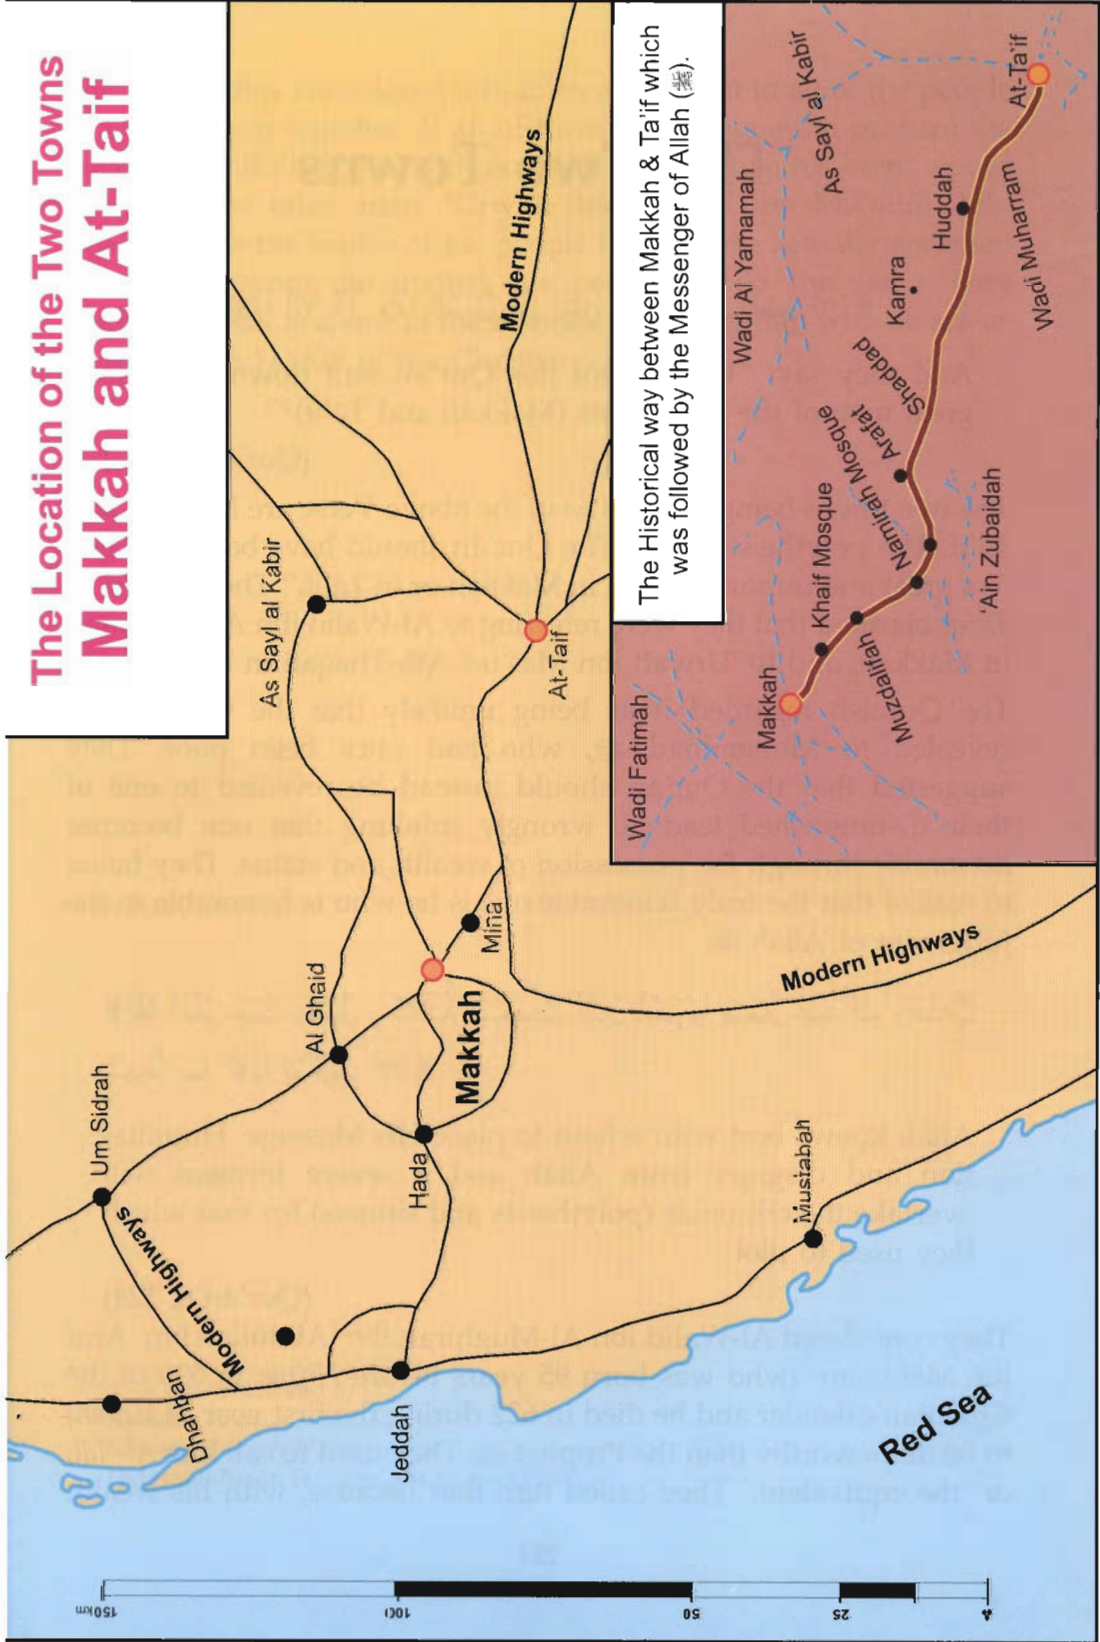 The Location of the Two Towns
Makkah and At-Taif
The Historical way between Makkah & Ta'if which
was followed by the Messenger of Allah (ﷺ).
Um Sidrah
Dhahban
Modern Highways
Jeddah
Hada
Al Ghaid
Makkah
Mina
As Sayl al Kabir
At-Taif
Modern Highways
Modern Highways
Mustabah
Red Sea
Wadi Fatimah
Wadi Al Yamamah
As Sayl al Kabir
Makkah
Khaif Mosque
Muzdalifah
Namirah Mosque
Arafat
Shaddad
Kamra
Huddah
At-Ta'if
Wadi Muharram
'Ain Zubaidah
150km
100
50
25